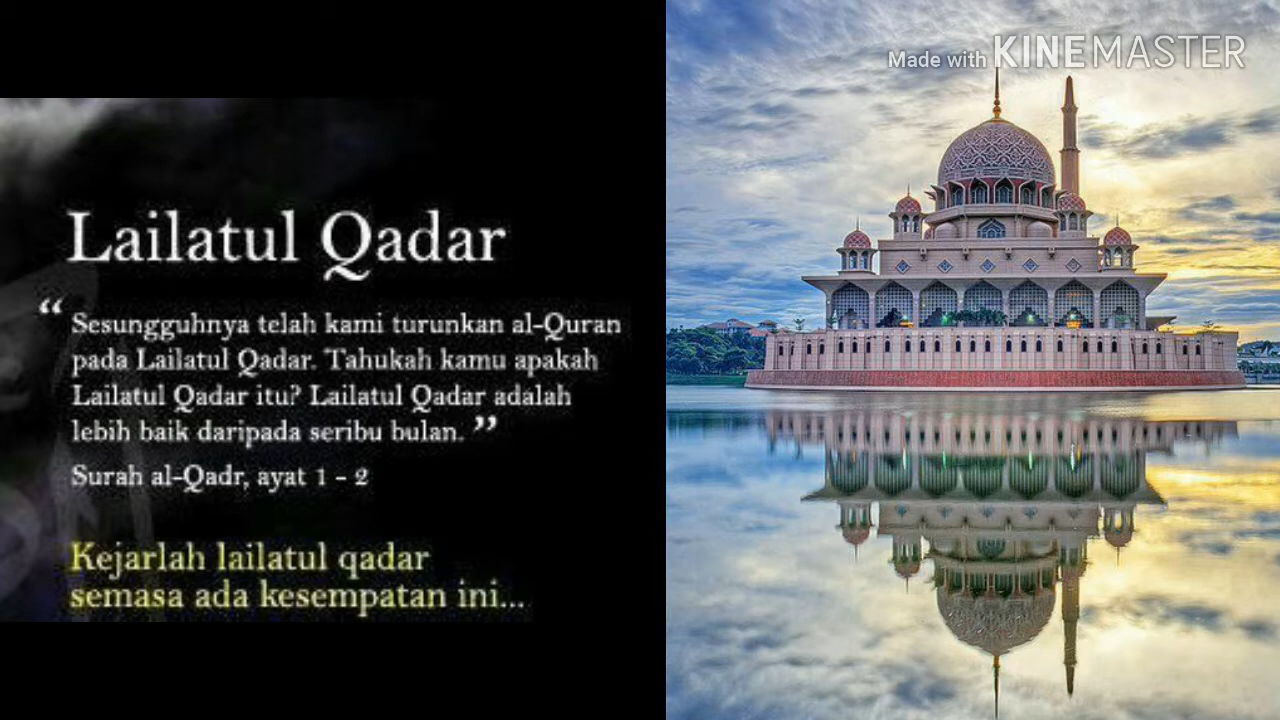 Lailatul Qadar
“ Sesungguhnya telah kami turunkan al-Quran
pada Lailatul Qadar. Tahukah kamu apakah
Lailatul Qadar itu? Lailatul Qadar adalah
lebih baik daripada seribu bulan. ”
Surah al-Qadr, ayat 1 - 2
Kejarlah lailatul qadar
semasa ada kesempatan ini...
Made with KINEMASTER